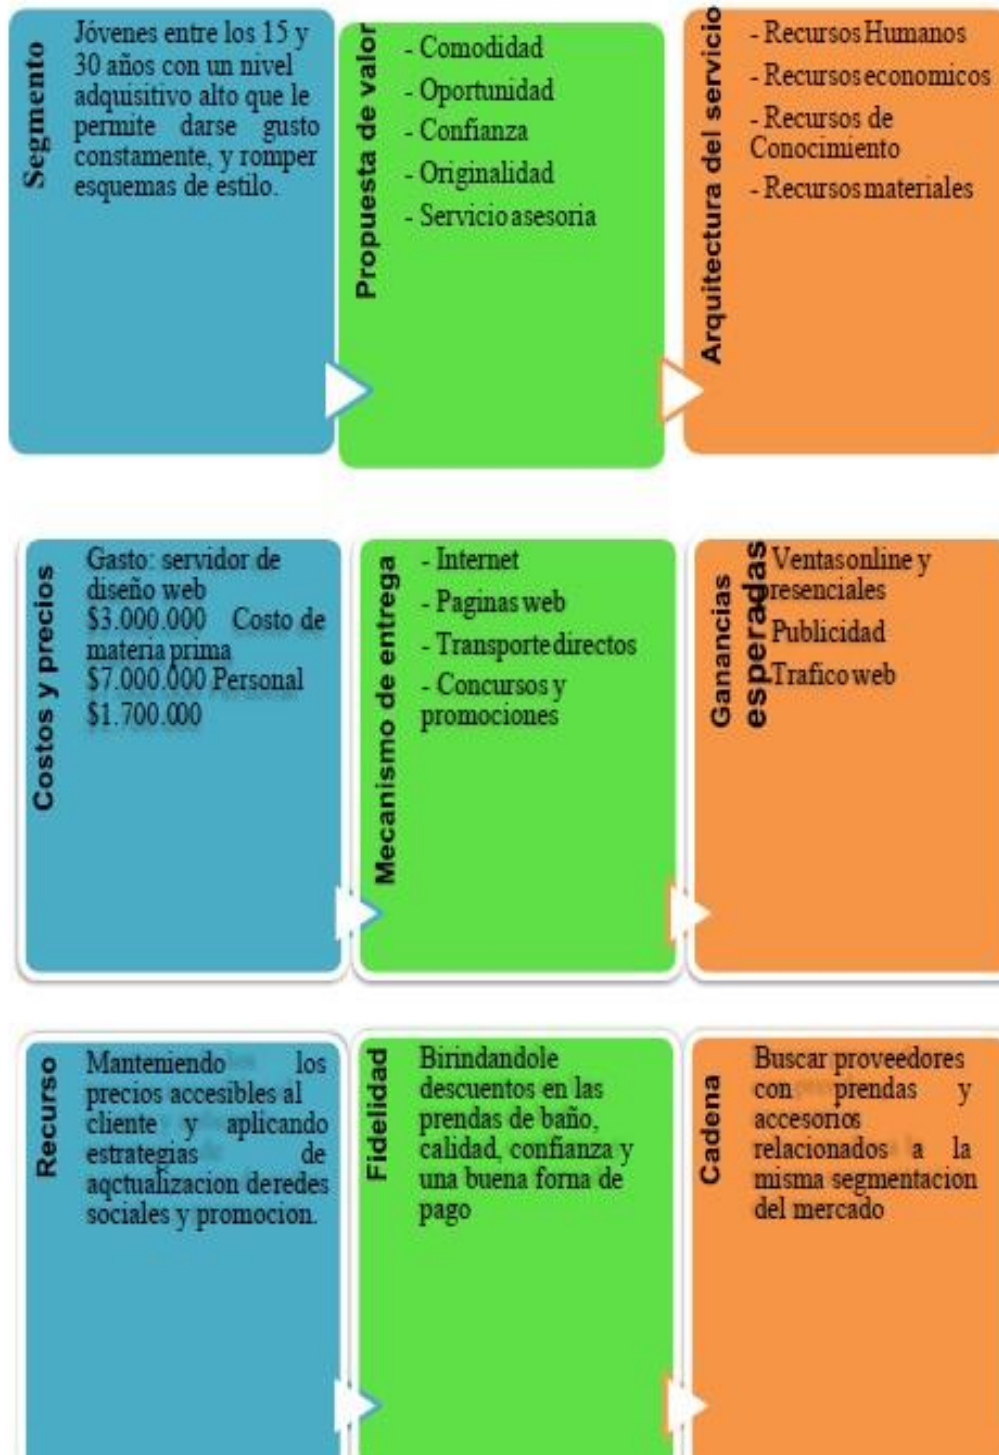 Segmento
Jóvenes entre los 15 y
30 años con un nivel
adquisitivo alto que le
permite darse gusto
constamente, y romper
esquemas de estilo.
Propuesta de valor
- Comodidad
- Oportunidad
- Confianza
- Originalidad
- Servicio asesoria
Arquitectura del servicio
- Recursos Humanos
- Recursos economicos
- Recursos de
Conocimiento
- Recursos materiales
Costos y precios
Gasto: servidor de
diseño web
$3.000.000 Costo de
materia prima
$7.000.000 Personal
$1.700.000
Mecanismo de entrega
- Internet
- Paginas web
- Transporte directos
- Concursos y
promociones
Ganancias
esperadas
Ventas online y
resenciales
Publicidad
Trafico web
Recurso
Manteniendo los
precios accesibles al
cliente y aplicando
estrategias de
aqctualizacion de redes
sociales y promocion.
Fidelidad
Birindandole
descuentos en las
prendas de baño,
calidad, confianza y
una buena forna de
pago
Cadena
Buscar proveedores
con prendas y
accesorios
relacionados a la
misma segmentacion
del mercado